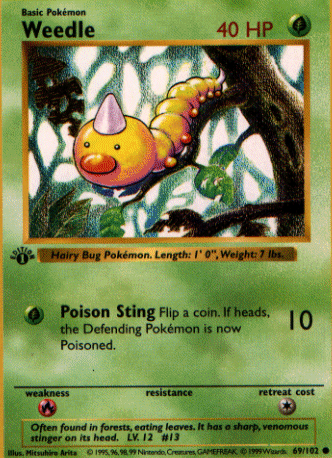 Basic Pokémon
Weedle 40 HP
EDITION
1
Hairy Bug Pokémon. Length: 1' 0", Weight: 7 lbs.
Poison Sting Flip a coin. If heads, 10
the Defending Pokémon is now
Poisoned.
weakness resistance retreat cost
Often found in forests, eating leaves. It has a sharp, venomous
stinger on its head. LV. 12 #13
Illus. Mitsuhiro Arita © 1995, 96, 98, 99 Nintendo, Creatures, GAMEFREAK. © 1999 Wizards. 69/102